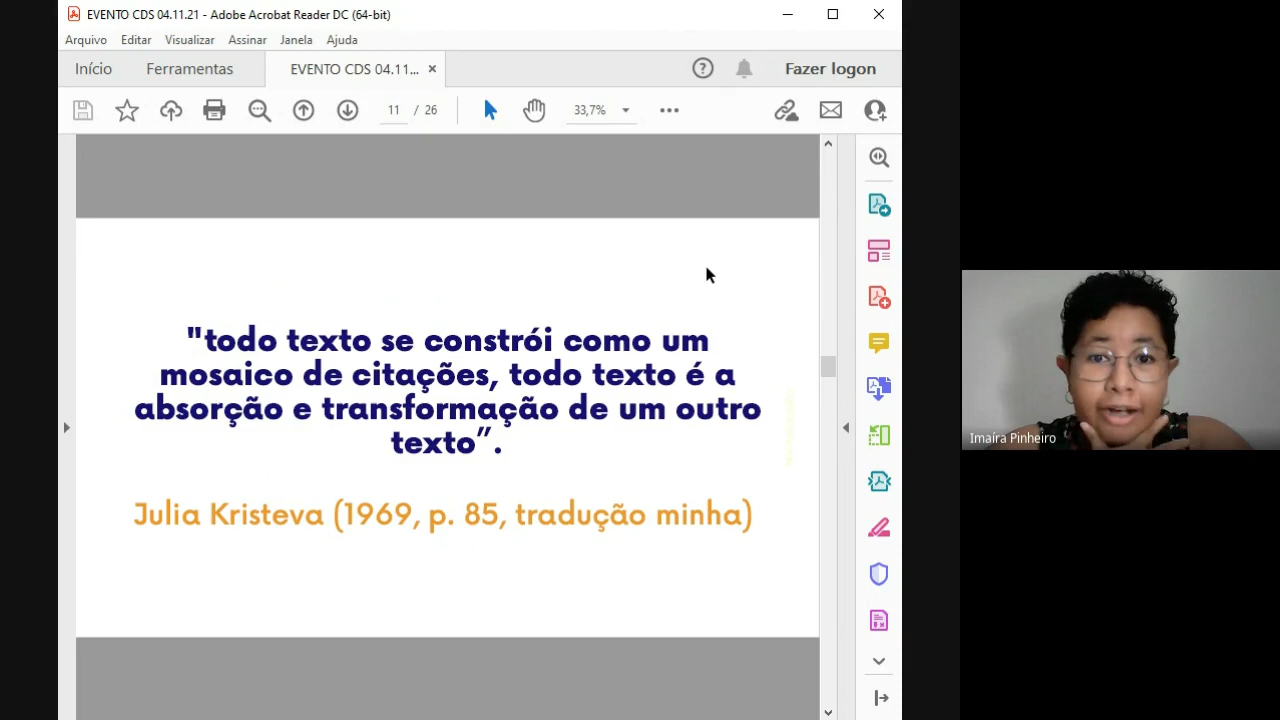 EVENTO CDS 04.11.21 - Adobe Acrobat Reader DC (64-bit)
Arquivo Editar Visualizar Assinar Janela Ajuda
Início Ferramentas EVENTO CDS 04.11... × Fazer logon
11 / 26 33,7%
"todo texto se constrói como um
mosaico de citações, todo texto é a
absorção e transformação de um outro
texto”.
Julia Kristeva (1969, p. 85, tradução minha)
Imaíra Pinheiro